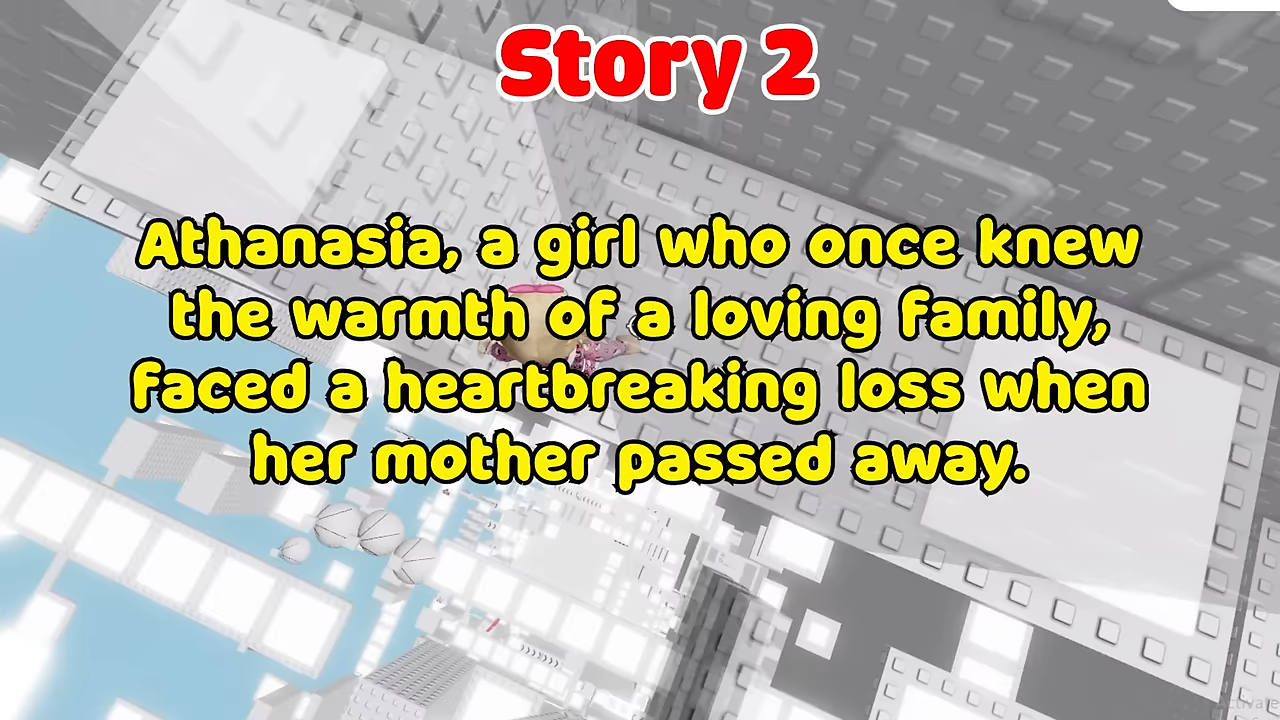 Story 2
Athanasia, a girl who once knew
the warmth of a loving family,
faced a heartbreaking loss when
her mother passed away.